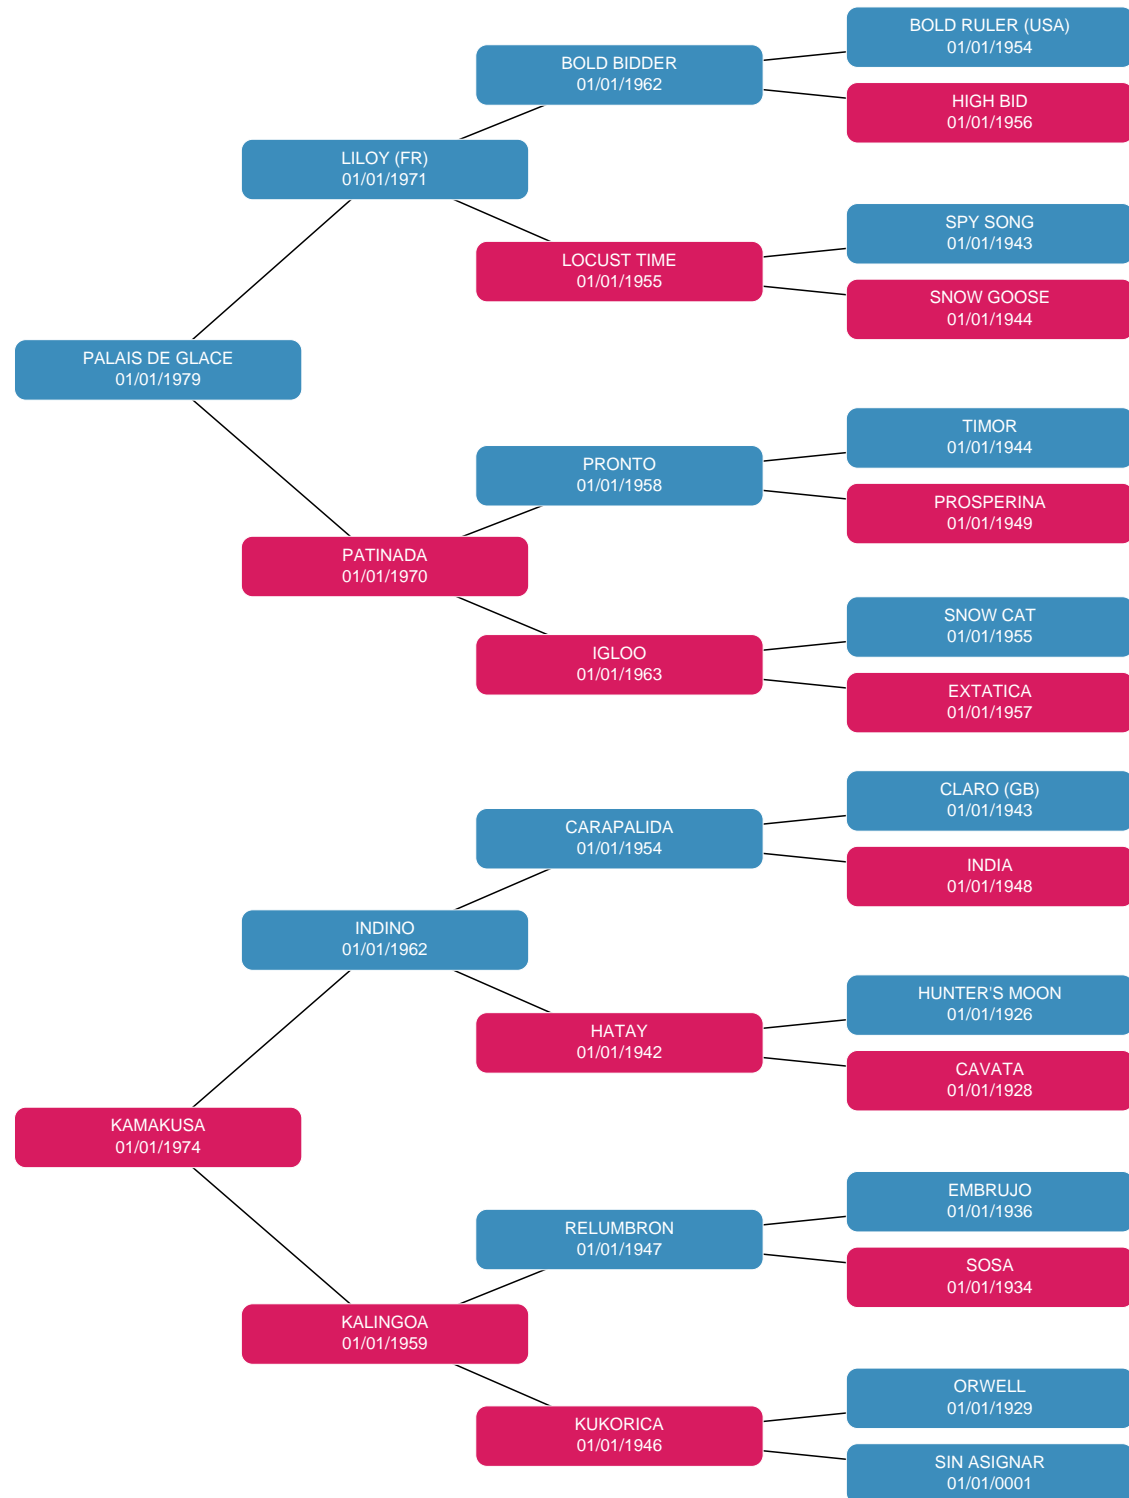 BOLD RULER (USA)
01/01/1954
BOLD BIDDER
01/01/1962
HIGH BID
01/01/1956
LILOY (FR)
01/01/1971
SPY SONG
01/01/1943
LOCUST TIME
01/01/1955
SNOW GOOSE
01/01/1944
PALAIS DE GLACE
01/01/1979
TIMOR
01/01/1944
PRONTO
01/01/1958
PROSPERINA
01/01/1949
PATINADA
01/01/1970
SNOW CAT
01/01/1955
IGLOO
01/01/1963
EXTATICA
01/01/1957
CLARO (GB)
01/01/1943
CARAPALIDA
01/01/1954
INDIA
01/01/1948
INDINO
01/01/1962
HUNTER'S MOON
01/01/1926
HATAY
01/01/1942
CAVATA
01/01/1928
KAMAKUSA
01/01/1974
EMBRUJO
01/01/1936
RELUMBRON
01/01/1947
SOSA
01/01/1934
KALINGOA
01/01/1959
ORWELL
01/01/1929
KUKORICA
01/01/1946
SIN ASIGNAR
01/01/0001